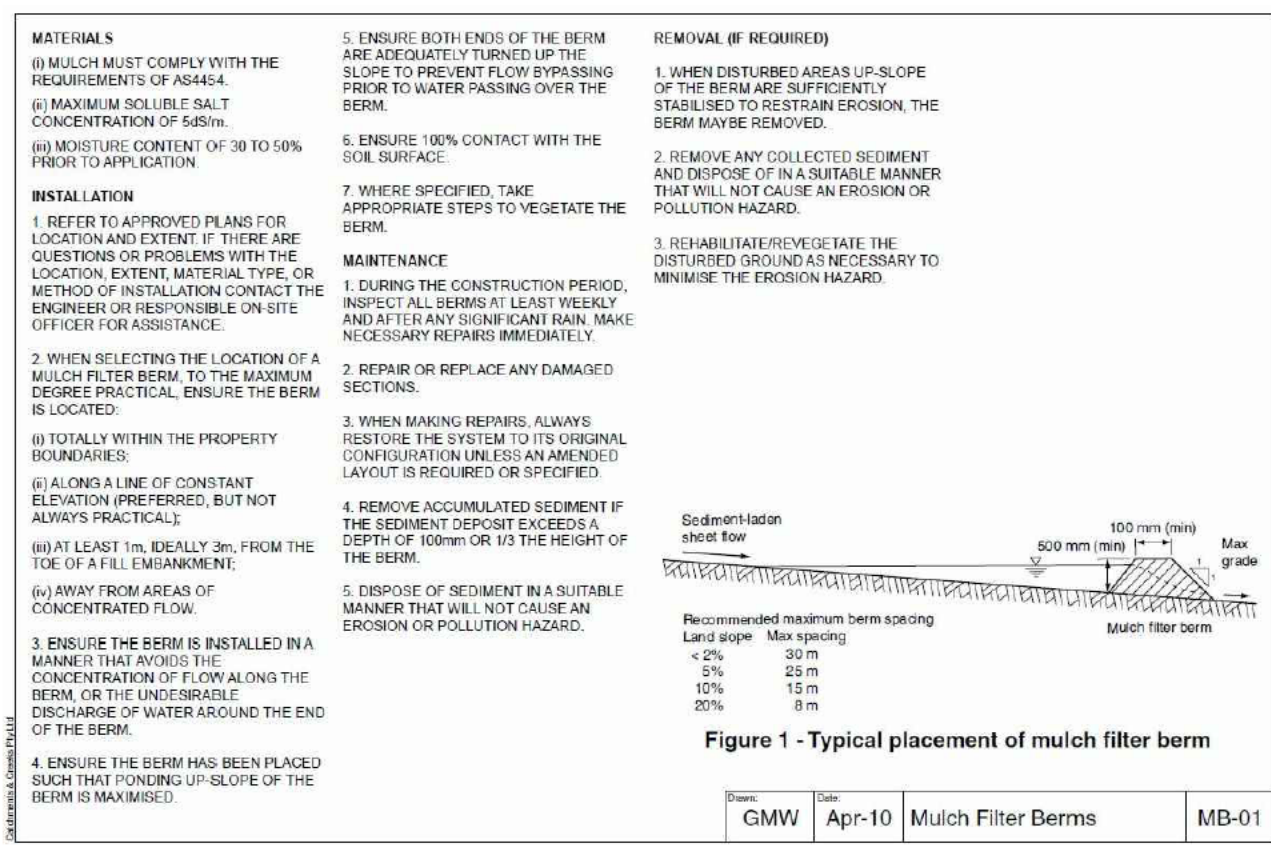 MATERIALS
(i) MULCH MUST COMPLY WITH THE
REQUIREMENTS OF AS4454.
(ii) MAXIMUM SOLUBLE SALT
CONCENTRATION OF 5dS/m.
(iii) MOISTURE CONTENT OF 30 TO 50%
PRIOR TO APPLICATION.
INSTALLATION
1. REFER TO APPROVED PLANS FOR
LOCATION AND EXTENT. IF THERE ARE
QUESTIONS OR PROBLEMS WITH THE
LOCATION, EXTENT, MATERIAL TYPE, OR
METHOD OF INSTALLATION CONTACT THE
ENGINEER OR RESPONSIBLE ON-SITE
OFFICER FOR ASSISTANCE.
2. WHEN SELECTING THE LOCATION OF A
MULCH FILTER BERM, TO THE MAXIMUM
DEGREE PRACTICAL, ENSURE THE BERM
IS LOCATED:
(i) TOTALLY WITHIN THE PROPERTY
BOUNDARIES;
(ii) ALONG A LINE OF CONSTANT
ELEVATION (PREFERRED, BUT NOT
ALWAYS PRACTICAL);
(iii) AT LEAST 1m, IDEALLY 3m, FROM THE
TOE OF A FILL EMBANKMENT;
(iv) AWAY FROM AREAS OF
CONCENTRATED FLOW.
3. ENSURE THE BERM IS INSTALLED IN A
MANNER THAT AVOIDS THE
CONCENTRATION OF FLOW ALONG THE
BERM, OR THE UNDESIRABLE
DISCHARGE OF WATER AROUND THE END
OF THE BERM.
4. ENSURE THE BERM HAS BEEN PLACED
SUCH THAT PONDING UP-SLOPE OF THE
BERM IS MAXIMISED.
5. ENSURE BOTH ENDS OF THE BERM
ARE ADEQUATELY TURNED UP THE
SLOPE TO PREVENT FLOW BYPASSING
PRIOR TO WATER PASSING OVER THE
BERM.
6. ENSURE 100% CONTACT WITH THE
SOIL SURFACE.
7. WHERE SPECIFIED, TAKE
APPROPRIATE STEPS TO VEGETATE THE
BERM.
MAINTENANCE
1. DURING THE CONSTRUCTION PERIOD,
INSPECT ALL BERMS AT LEAST WEEKLY
AND AFTER ANY SIGNIFICANT RAIN. MAKE
NECESSARY REPAIRS IMMEDIATELY.
2. REPAIR OR REPLACE ANY DAMAGED
SECTIONS.
3. WHEN MAKING REPAIRS, ALWAYS
RESTORE THE SYSTEM TO ITS ORIGINAL
CONFIGURATION UNLESS AN AMENDED
LAYOUT IS REQUIRED OR SPECIFIED.
4. REMOVE ACCUMULATED SEDIMENT IF
THE SEDIMENT DEPOSIT EXCEEDS A
DEPTH OF 100mm OR 1/3 THE HEIGHT OF
THE BERM.
5. DISPOSE OF SEDIMENT IN A SUITABLE
MANNER THAT WILL NOT CAUSE AN
EROSION OR POLLUTION HAZARD.
REMOVAL (IF REQUIRED)
1. WHEN DISTURBED AREAS UP-SLOPE
OF THE BERM ARE SUFFICIENTLY
STABILISED TO RESTRAIN EROSION, THE
BERM MAYBE REMOVED.
2. REMOVE ANY COLLECTED SEDIMENT
AND DISPOSE OF IN A SUITABLE MANNER
THAT WILL NOT CAUSE AN EROSION OR
POLLUTION HAZARD.
3. REHABILITATE/REVEGETATE THE
DISTURBED GROUND AS NECESSARY TO
MINIMISE THE EROSION HAZARD.
Sediment-laden
sheet flow
100 mm (min)
500 mm (min)
Max
grade
1
1
Mulch filter berm
Recommended maximum berm spacing
Land slope Max spacing
< 2% 30 m
5% 25 m
10% 15 m
20% 8 m
Figure 1 - Typical placement of mulch filter berm
Drawn:
GMW
Date:
Apr-10
Mulch Filter Berms
MB-01
Catchments & Creeks Pty Ltd